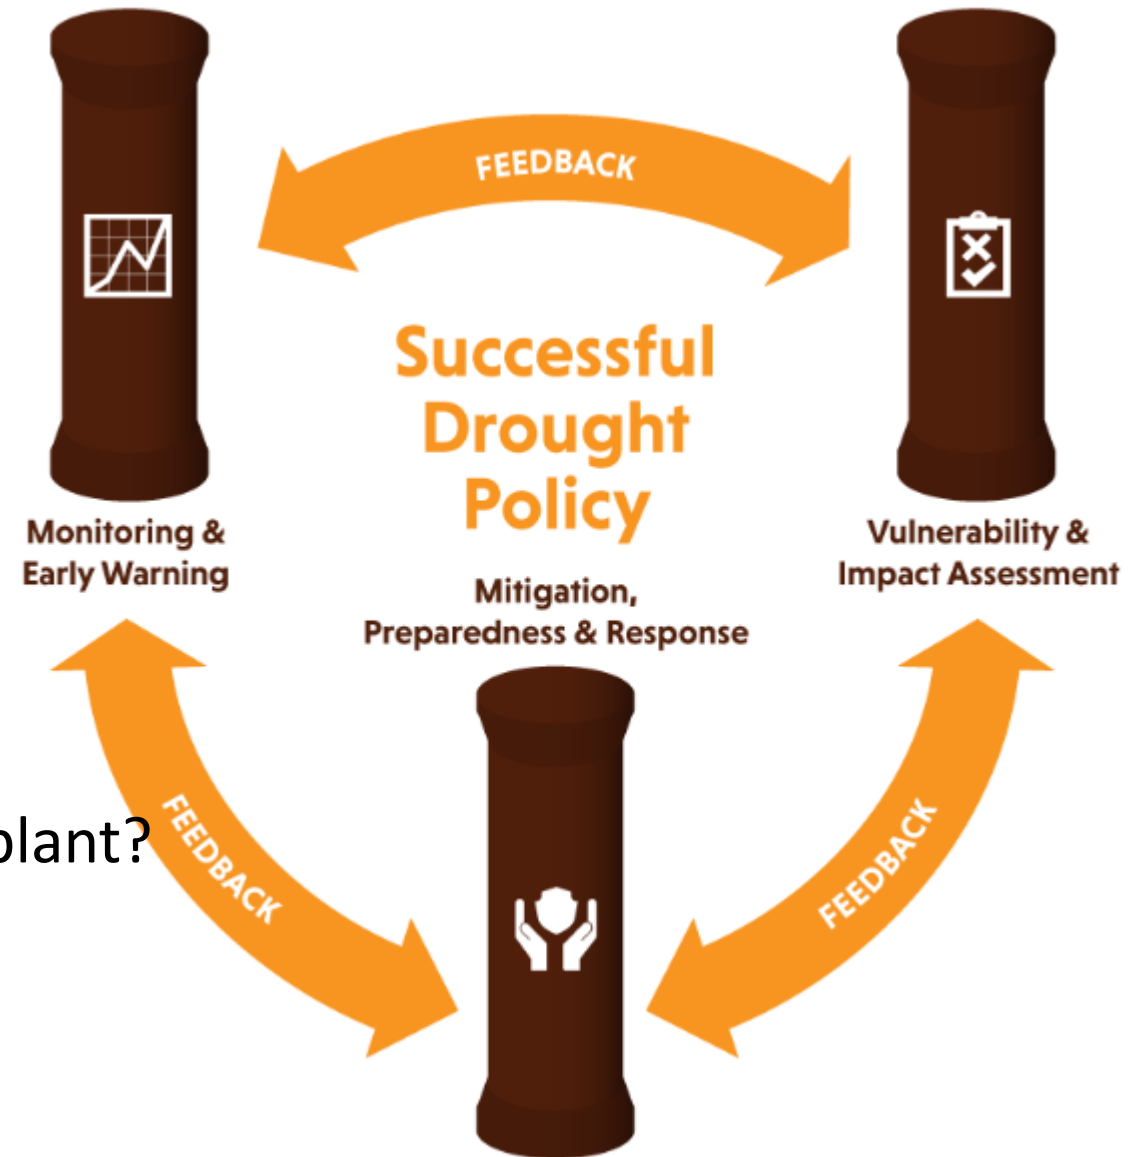 FEEDBACK
Successful
Drought
Policy
Monitoring &
Early Warning
Vulnerability &
Impact Assessment
Mitigation,
Preparedness & Response
plant?
FEEDBACK
FEEDBACK